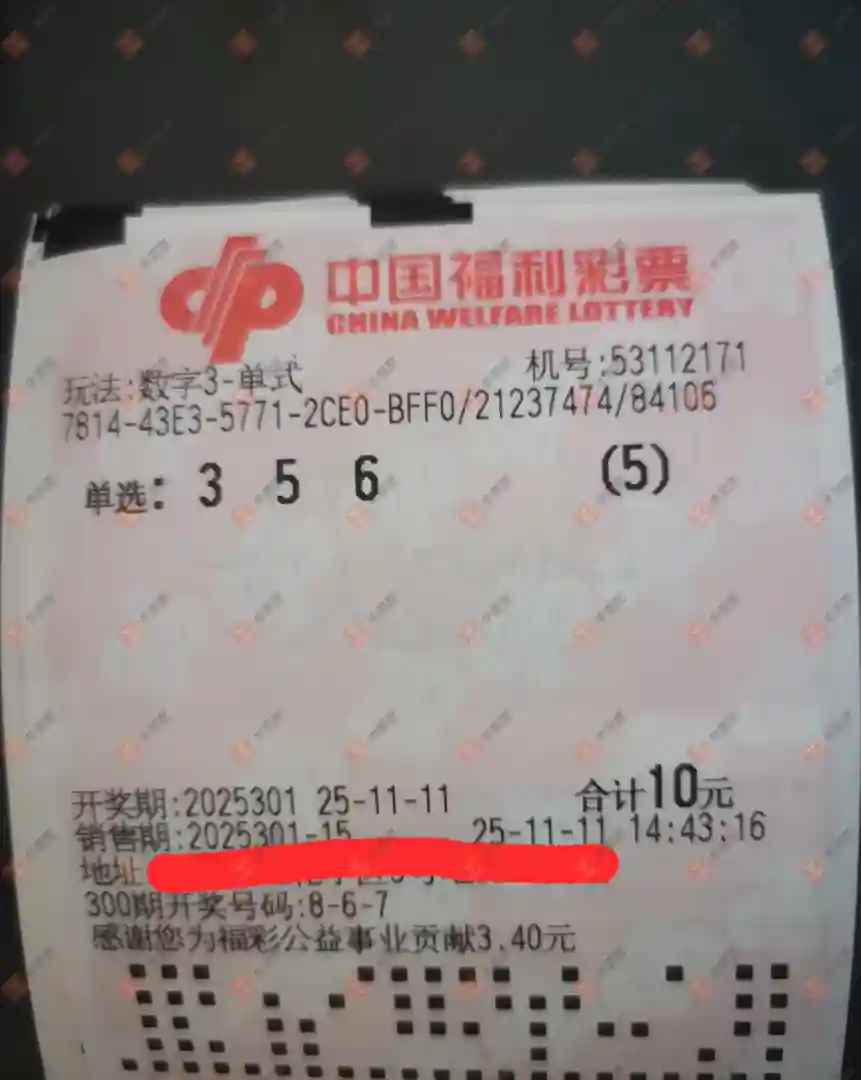 中国福利彩票
CHINA WELFARE LOTTERY
机号:53112171
玩法:数字3-单式
7814-43E3-5771-2CE0-BFF0/21237474/84106
单选: 3 5 6 (5)
开奖期:2025301 25-11-11 合计10元
销售期:2025301-15 25-11-11 14:43:16
地址
300期开奖号码:8-6-7
感谢您为福彩公益事业贡献3.40元